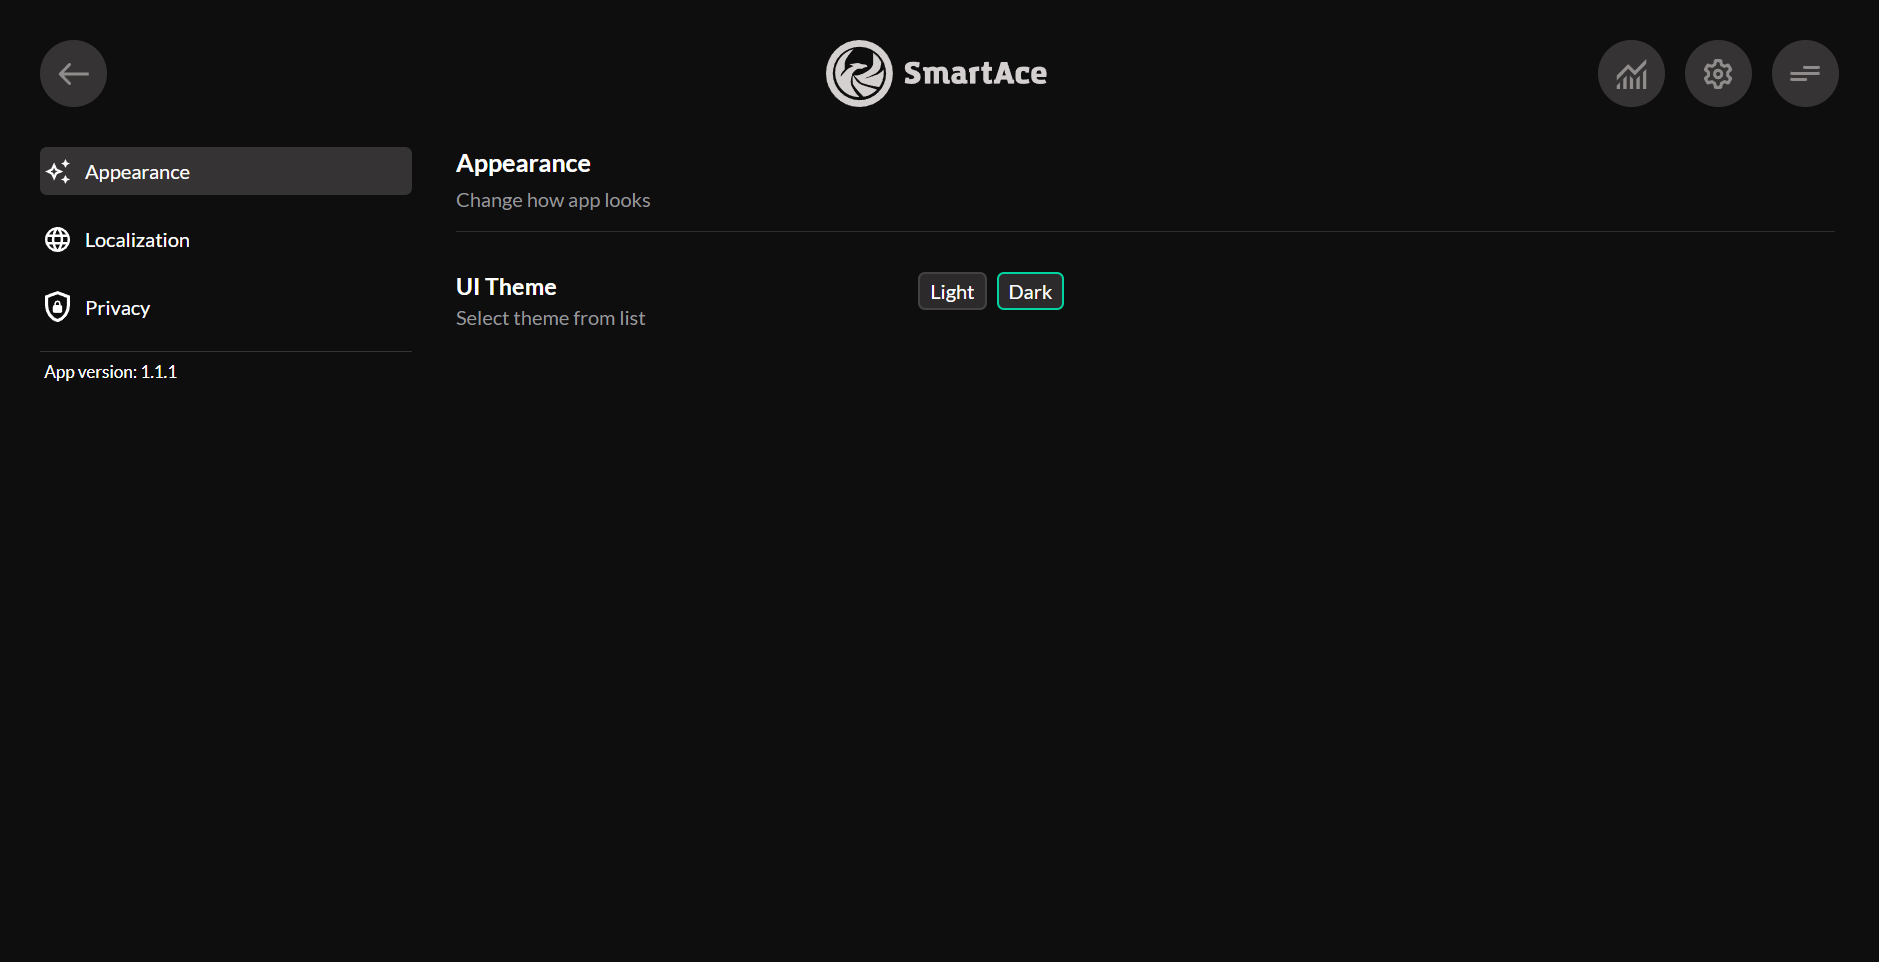 SmartAce
Appearance
Localization
Privacy
App version: 1.1.1
Appearance
Change how app looks
UI Theme
Select theme from list
Light
Dark